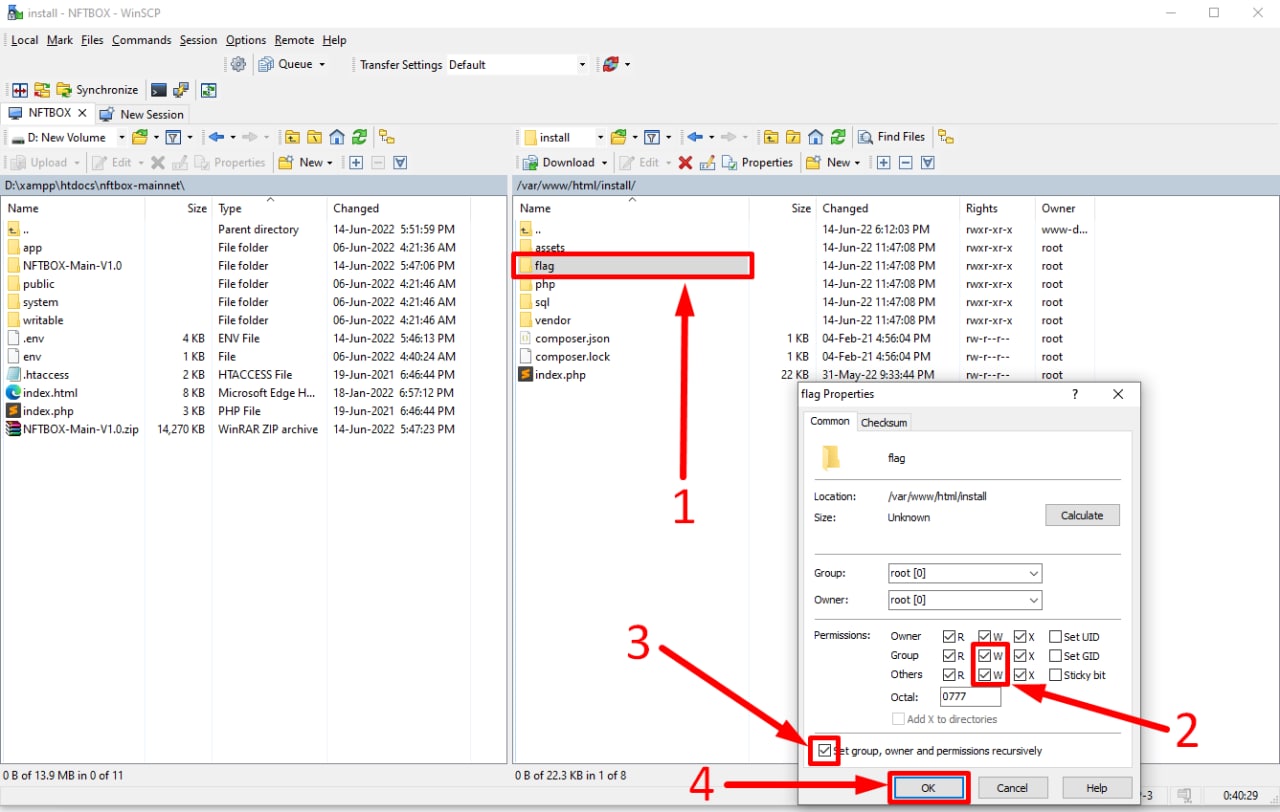 install - NFTBOX - WinSCP
Local Mark Files Commands Session Options Remote Help
Queue Transfer Settings Default
Synchronize
NFTBOX New Session
D: New Volume
install Find Files
Upload Edit Properties New
Download Edit Properties New
D:\xampp\htdocs\nftbox-mainnet\
Name Size Type Changed
.. Parent directory 14-Jun-2022 5:51:59 PM
app File folder 06-Jun-2022 4:21:36 AM
NFTBOX-Main-V1.0 File folder 14-Jun-2022 5:47:06 PM
public File folder 06-Jun-2022 4:21:46 AM
system File folder 06-Jun-2022 4:21:46 AM
writable File folder 06-Jun-2022 4:21:46 AM
.env 4 KB ENV File 14-Jun-2022 5:46:13 PM
env 1 KB File 06-Jun-2022 4:40:24 AM
.htaccess 2 KB HTACCESS File 19-Jun-2021 6:46:44 PM
index.html 8 KB Microsoft Edge H... 18-Jan-2022 6:57:12 PM
index.php 3 KB PHP File 19-Jun-2021 6:46:44 PM
NFTBOX-Main-V1.0.zip 14,270 KB WinRAR ZIP archive 14-Jun-2022 5:47:23 PM
0 B of 13.9 MB in 0 of 11
/var/www/html/install/
Name Size Changed Rights Owner
.. 14-Jun-22 6:12:03 PM rwxr-xr-x www-d...
assets 14-Jun-22 11:47:08 PM rwxr-xr-x root
flag 14-Jun-22 11:47:08 PM rwxr-xr-x root
php 14-Jun-22 11:47:08 PM rwxr-xr-x root
sql 14-Jun-22 11:47:08 PM rwxr-xr-x root
vendor 14-Jun-22 11:47:08 PM rwxr-xr-x root
composer.json 1 KB 04-Feb-21 4:56:04 PM rw-r--r-- root
composer.lock 1 KB 04-Feb-21 4:56:04 PM rw-r--r-- root
index.php 22 KB 31-May-22 9:33:44 PM rw-r--r-- root
1
flag Properties ?
Common Checksum
flag
Location: /var/www/html/install
Size: Unknown Calculate
Group: root [0]
Owner: root [0]
Permissions: Owner R W X Set UID
Group R W X Set GID
Others R W X Sticky bit
Octal: 0777
Add X to directories
2
3
Set group, owner and permissions recursively
4
OK Cancel Help
0 B of 22.3 KB in 1 of 8
P-3 0:40:29